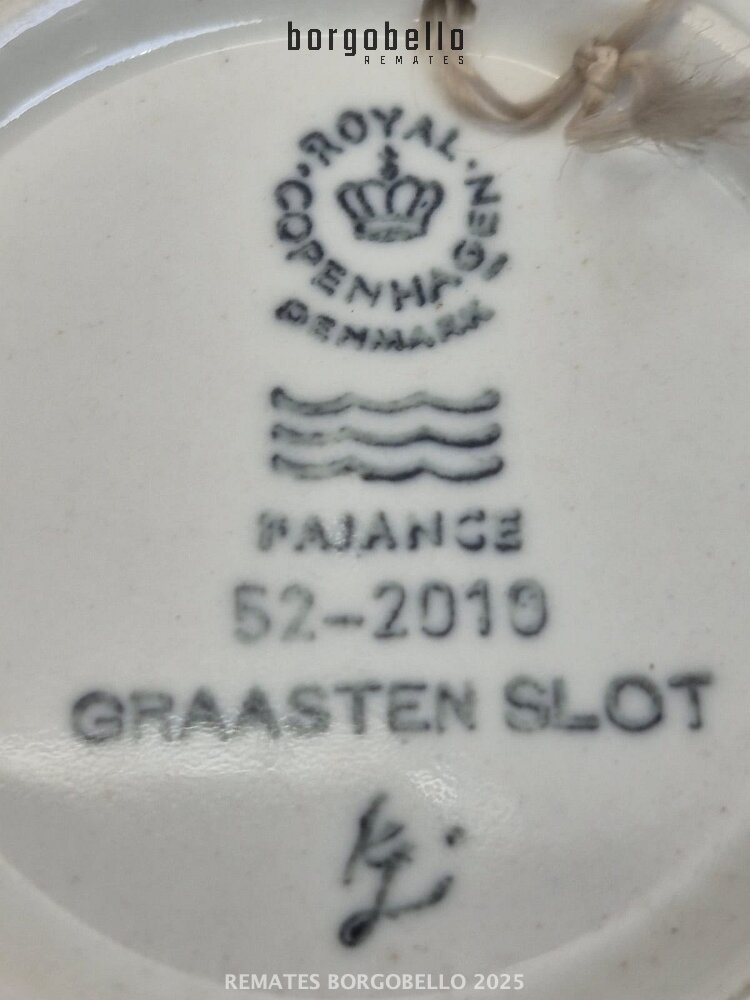 borgobello
REMATES
ROYAL
COPENHAGEN
DENMARK
FAJANCE
52-2010
GRAASTEN SLOT
REMATES BORGOBELLO 2025